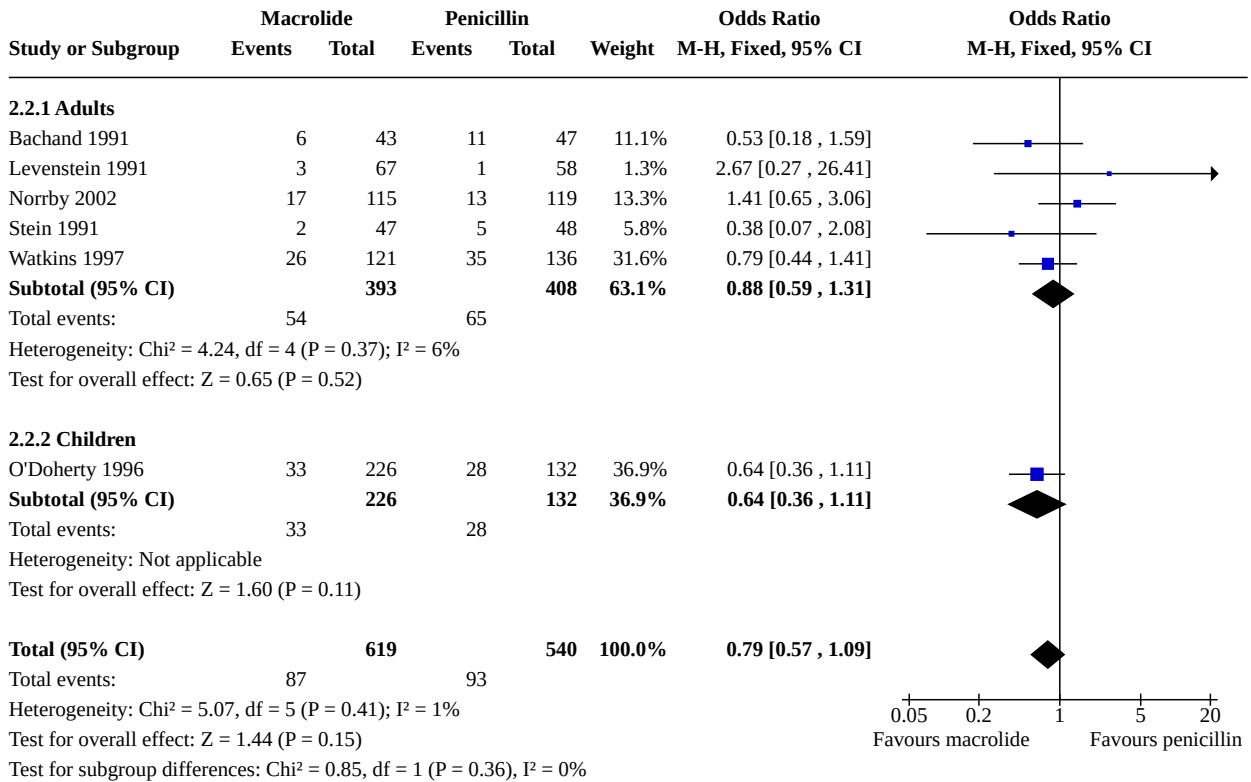 Macrolide Penicillin Odds Ratio Odds Ratio
Study or Subgroup Events Total Events Total Weight M-H, Fixed, 95% CI M-H, Fixed, 95% CI
2.2.1 Adults
Bachand 1991 6 43 11 47 11.1% 0.53 [0.18 , 1.59]
Levenstein 1991 3 67 1 58 1.3% 2.67 [0.27 , 26.41]
Norrby 2002 17 115 13 119 13.3% 1.41 [0.65 , 3.06]
Stein 1991 2 47 5 48 5.8% 0.38 [0.07 , 2.08]
Watkins 1997 26 121 35 136 31.6% 0.79 [0.44 , 1.41]
Subtotal (95% CI) 393 408 63.1% 0.88 [0.59 , 1.31]
Total events: 54 65
Heterogeneity: Chi² = 4.24, df = 4 (P = 0.37); I² = 6%
Test for overall effect: Z = 0.65 (P = 0.52)
2.2.2 Children
O'Doherty 1996 33 226 28 132 36.9% 0.64 [0.36 , 1.11]
Subtotal (95% CI) 226 132 36.9% 0.64 [0.36 , 1.11]
Total events: 33 28
Heterogeneity: Not applicable
Test for overall effect: Z = 1.60 (P = 0.11)
Total (95% CI) 619 540 100.0% 0.79 [0.57 , 1.09]
Total events: 87 93
Heterogeneity: Chi² = 5.07, df = 5 (P = 0.41); I² = 1%
0.05 0.2 1 5 20
Test for overall effect: Z = 1.44 (P = 0.15) Favours macrolide Favours penicillin
Test for subgroup differences: Chi² = 0.85, df = 1 (P = 0.36), I² = 0%